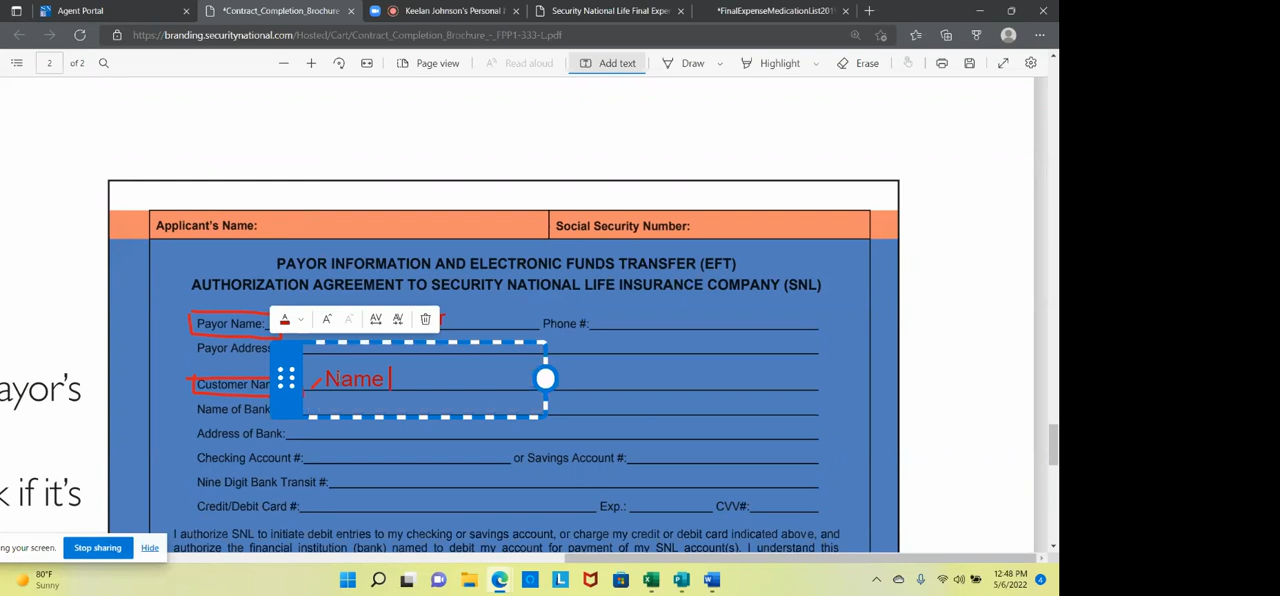 Agent Portal
*Contract_Completion_Brochure
Keelan Johnson's Personal
Security National Life Final Expe
*FinalExpenseMedicationList201
https://branding.securitynational.com/Hosted/Cart/Contract_Completion_Brochure_-_FPP1-333-L.pdf
2 of 2
Page view
Read aloud
Add text
Draw
Highlight
Erase
Applicant's Name:
Social Security Number:
PAYOR INFORMATION AND ELECTRONIC FUNDS TRANSFER (EFT)
AUTHORIZATION AGREEMENT TO SECURITY NATIONAL LIFE INSURANCE COMPANY (SNL)
Payor Name:
Phone #:
Payor Address
ayor's
Name
Customer Nam
Name of Bank
Address of Bank:
Checking Account #: or Savings Account #:
Nine Digit Bank Transit #:
k if it's
Credit/Debit Card #: Exp.: CVV#:
I authorize SNL to initiate debit entries to my checking or savings account, or charge my credit or debit card indicated above, and
authorize the financial institution (bank) named to debit my account for payment of my SNL account(s). I understand this
ng your screen.
Stop sharing
Hide
80°F
Sunny
12:48 PM
5/6/2022
4